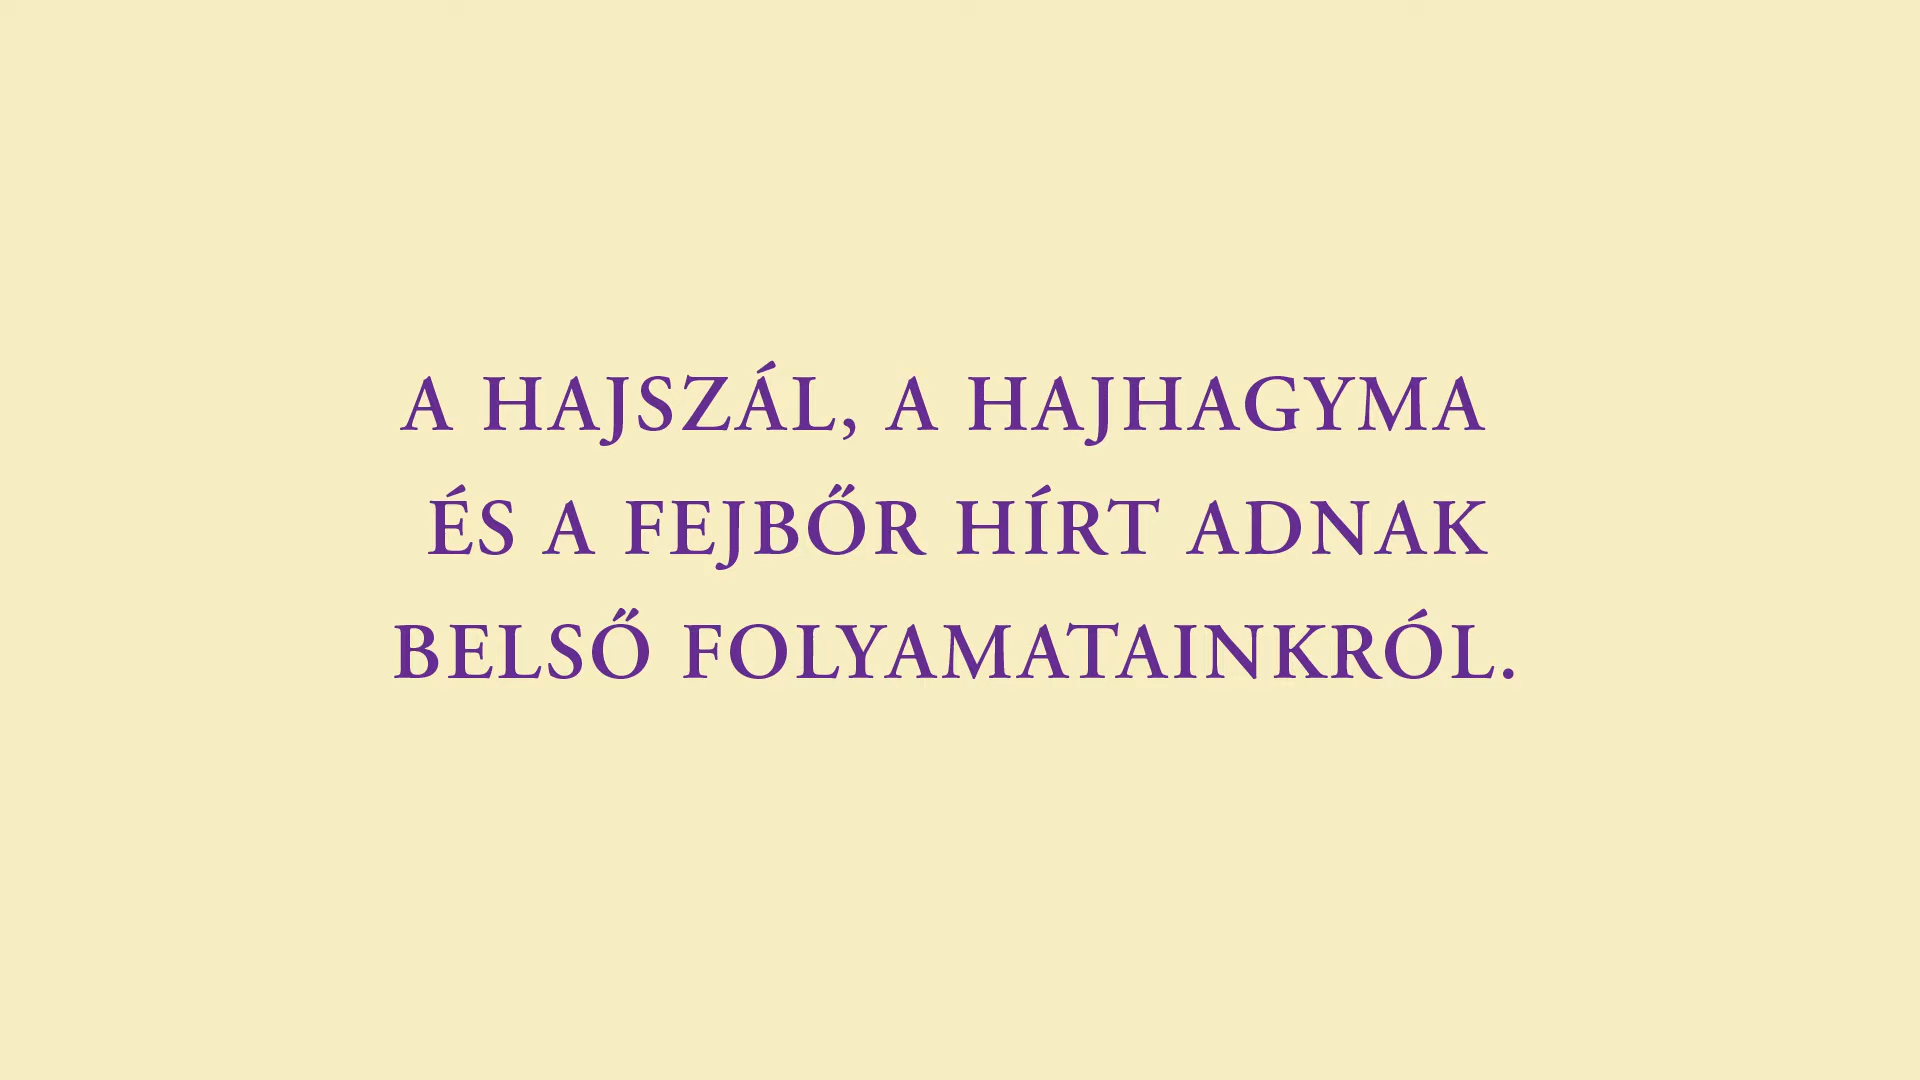 A HAJSZÁL, A HAJHAGYMA
ÉS A FEJBŐR HÍRT ADNAK
BELSŐ FOLYAMATAINKRÓL.